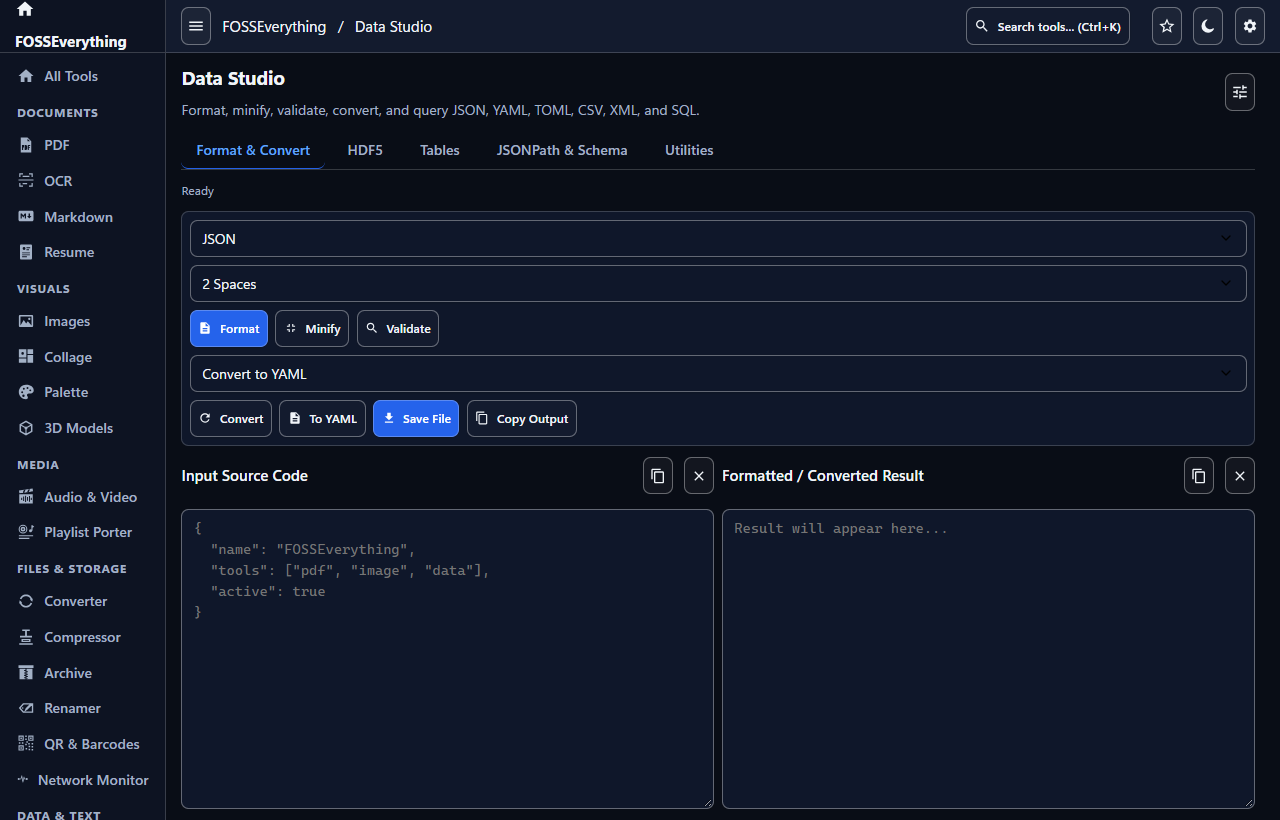 FOSSEverything
All Tools
DOCUMENTS
PDF
OCR
Markdown
Resume
VISUALS
Images
Collage
Palette
3D Models
MEDIA
Audio & Video
Playlist Porter
FILES & STORAGE
Converter
Compressor
Archive
Renamer
QR & Barcodes
Network Monitor
DATA & TEXT
FOSSEverything / Data Studio
Search tools... (Ctrl+K)
Data Studio
Format, minify, validate, convert, and query JSON, YAML, TOML, CSV, XML, and SQL.
Format & Convert HDF5 Tables JSONPath & Schema Utilities
Ready
JSON
2 Spaces
Format Minify Validate
Convert to YAML
Convert To YAML Save File Copy Output
Input Source Code
{
  "name": "FOSSEverything",
  "tools": ["pdf", "image", "data"],
  "active": true
}
Formatted / Converted Result
Result will appear here...